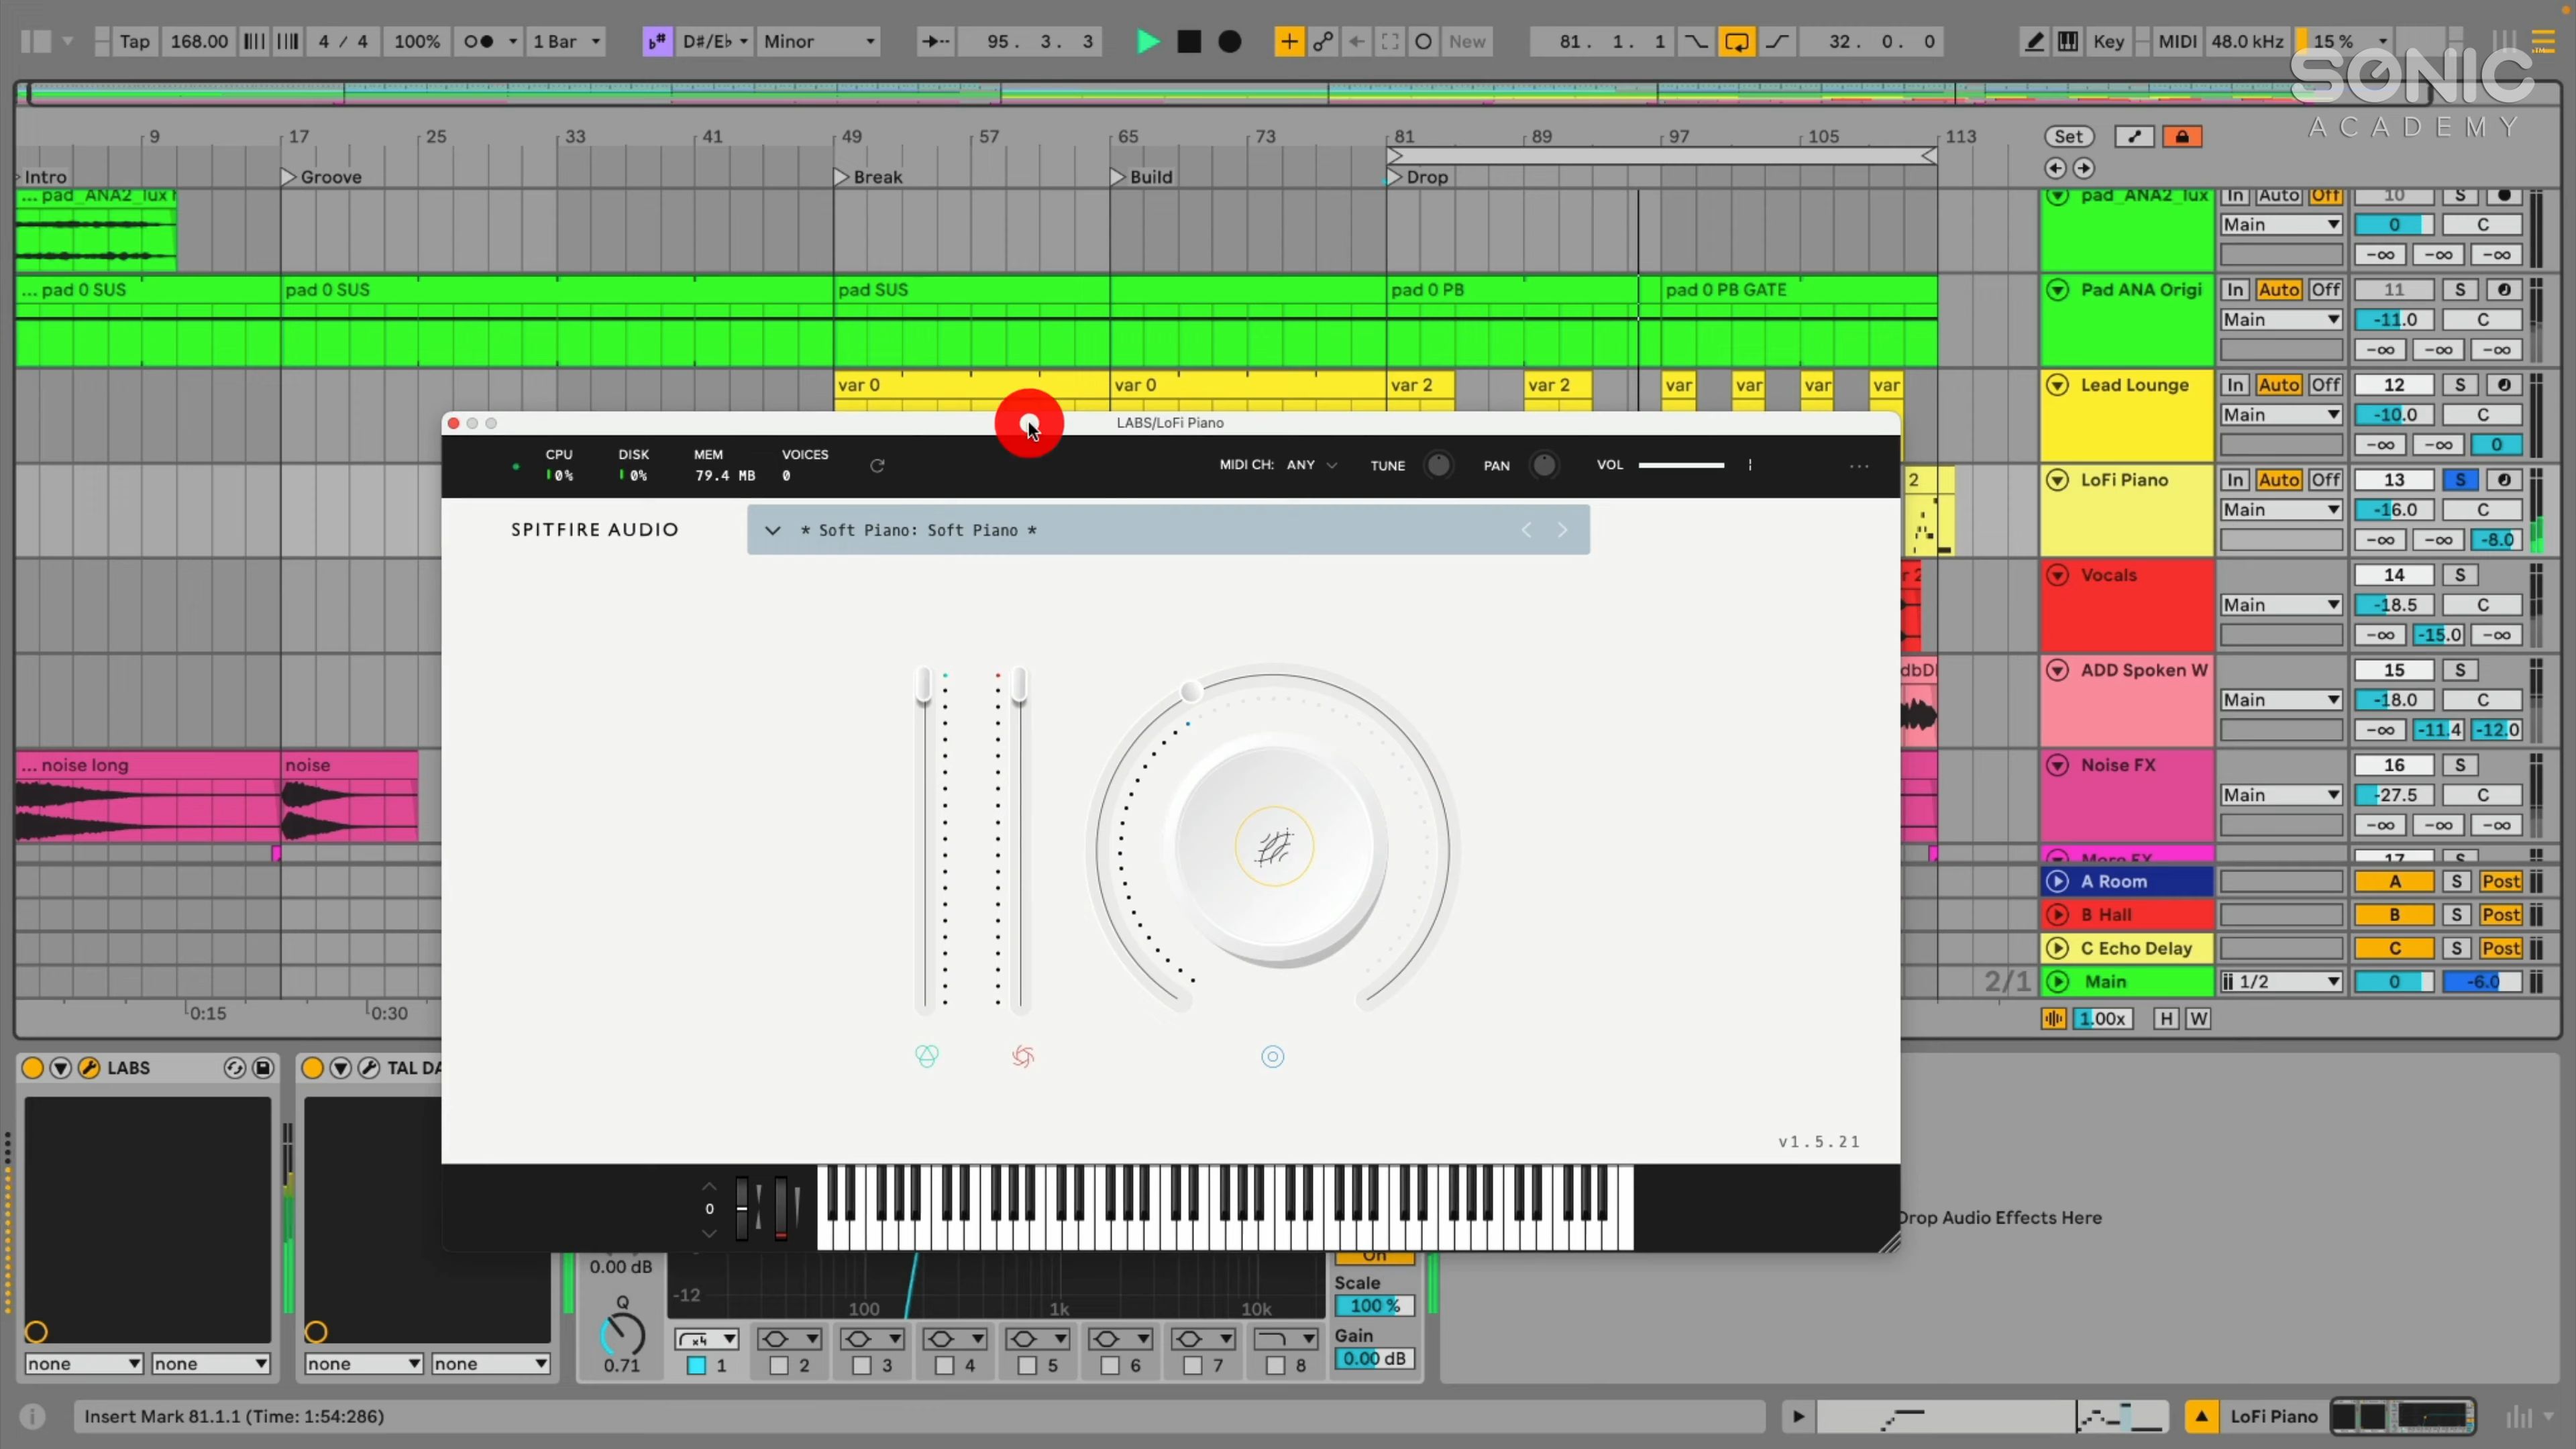 Tap 168.00 4 / 4 100% 1 Bar D#/E♭ Minor 95. 3. 3 New 81. 1. 1 32. 0. 0 Key MIDI 48.0 kHz 15 %
SONIC
ACADEMY
9 17 25 33 41 49 57 65 73 81 89 97 105 113 Set
Intro Groove Break Build Drop
... pad_ANA2_lux pad_ANA2_lux In Auto Off 10 S
Main 0 C
-∞ -∞ -∞
... pad 0 SUS pad 0 SUS pad SUS pad 0 PB pad 0 PB GATE Pad ANA Origi In Auto Off 11 S
Main -11.0 C
-∞ -∞ -∞
var 0 var 0 var 2 var 2 var var var var Lead Lounge In Auto Off 12 S
Main -10.0 C
LABS/LoFi Piano
-∞ -∞ 0
CPU DISK MEM VOICES
MIDI CH: ANY TUNE PAN VOL
0% 0% 79.4 MB 0
2 LoFi Piano In Auto Off 13 S
Main -16.0 C
SPITFIRE AUDIO * Soft Piano: Soft Piano *
-∞ -∞ -8.0
Vocals 14 S
Main -18.5 C
-∞ -15.0 -∞
ADD Spoken W 15 S
Main -18.0 C
-∞ -11.4 -12.0
... noise long noise Noise FX 16 S
Main -27.5 C
-∞ -∞ -∞
More FX 17 S
A Room A S Post
B Hall B S Post
C Echo Delay C S Post
2/1 Main 1/2 0 -6.0
0:15 0:30 1.00x H W
LABS TAL DA
v1.5.21
0
Drop Audio Effects Here
On
0.00 dB
Scale
-12 100 1k 10k
Q 100 %
x4 Gain
none none none none 0.71 1 2 3 4 5 6 7 8 0.00 dB
Insert Mark 81.1.1 (Time: 1:54:286) LoFi Piano